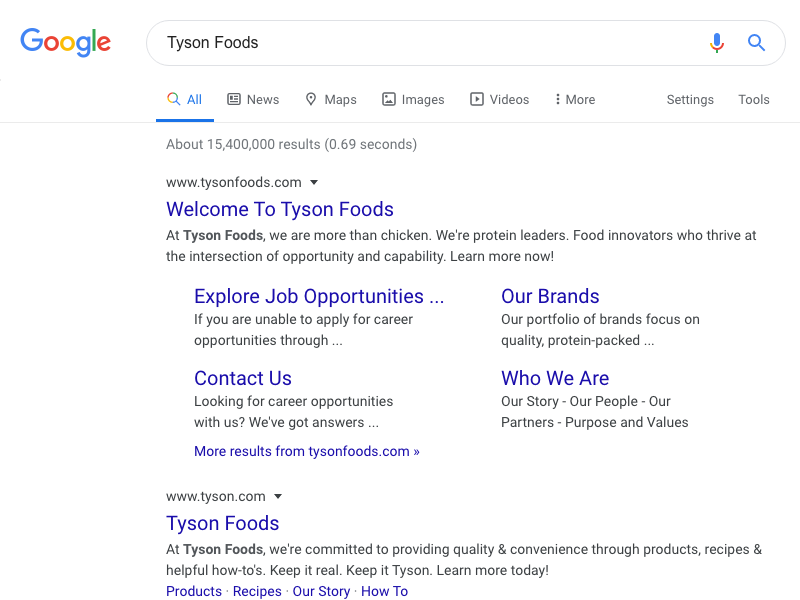 Google
Tyson Foods
All News Maps Images Videos More Settings Tools
About 15,400,000 results (0.69 seconds)
www.tysonfoods.com
Welcome To Tyson Foods
At Tyson Foods, we are more than chicken. We're protein leaders. Food innovators who thrive at
the intersection of opportunity and capability. Learn more now!
Explore Job Opportunities ...
If you are unable to apply for career
opportunities through ...
Our Brands
Our portfolio of brands focus on
quality, protein-packed ...
Contact Us
Looking for career opportunities
with us? We've got answers ...
Who We Are
Our Story - Our People - Our
Partners - Purpose and Values
More results from tysonfoods.com »
www.tyson.com
Tyson Foods
At Tyson Foods, we're committed to providing quality & convenience through products, recipes &
helpful how-to's. Keep it real. Keep it Tyson. Learn more today!
Products · Recipes · Our Story · How To